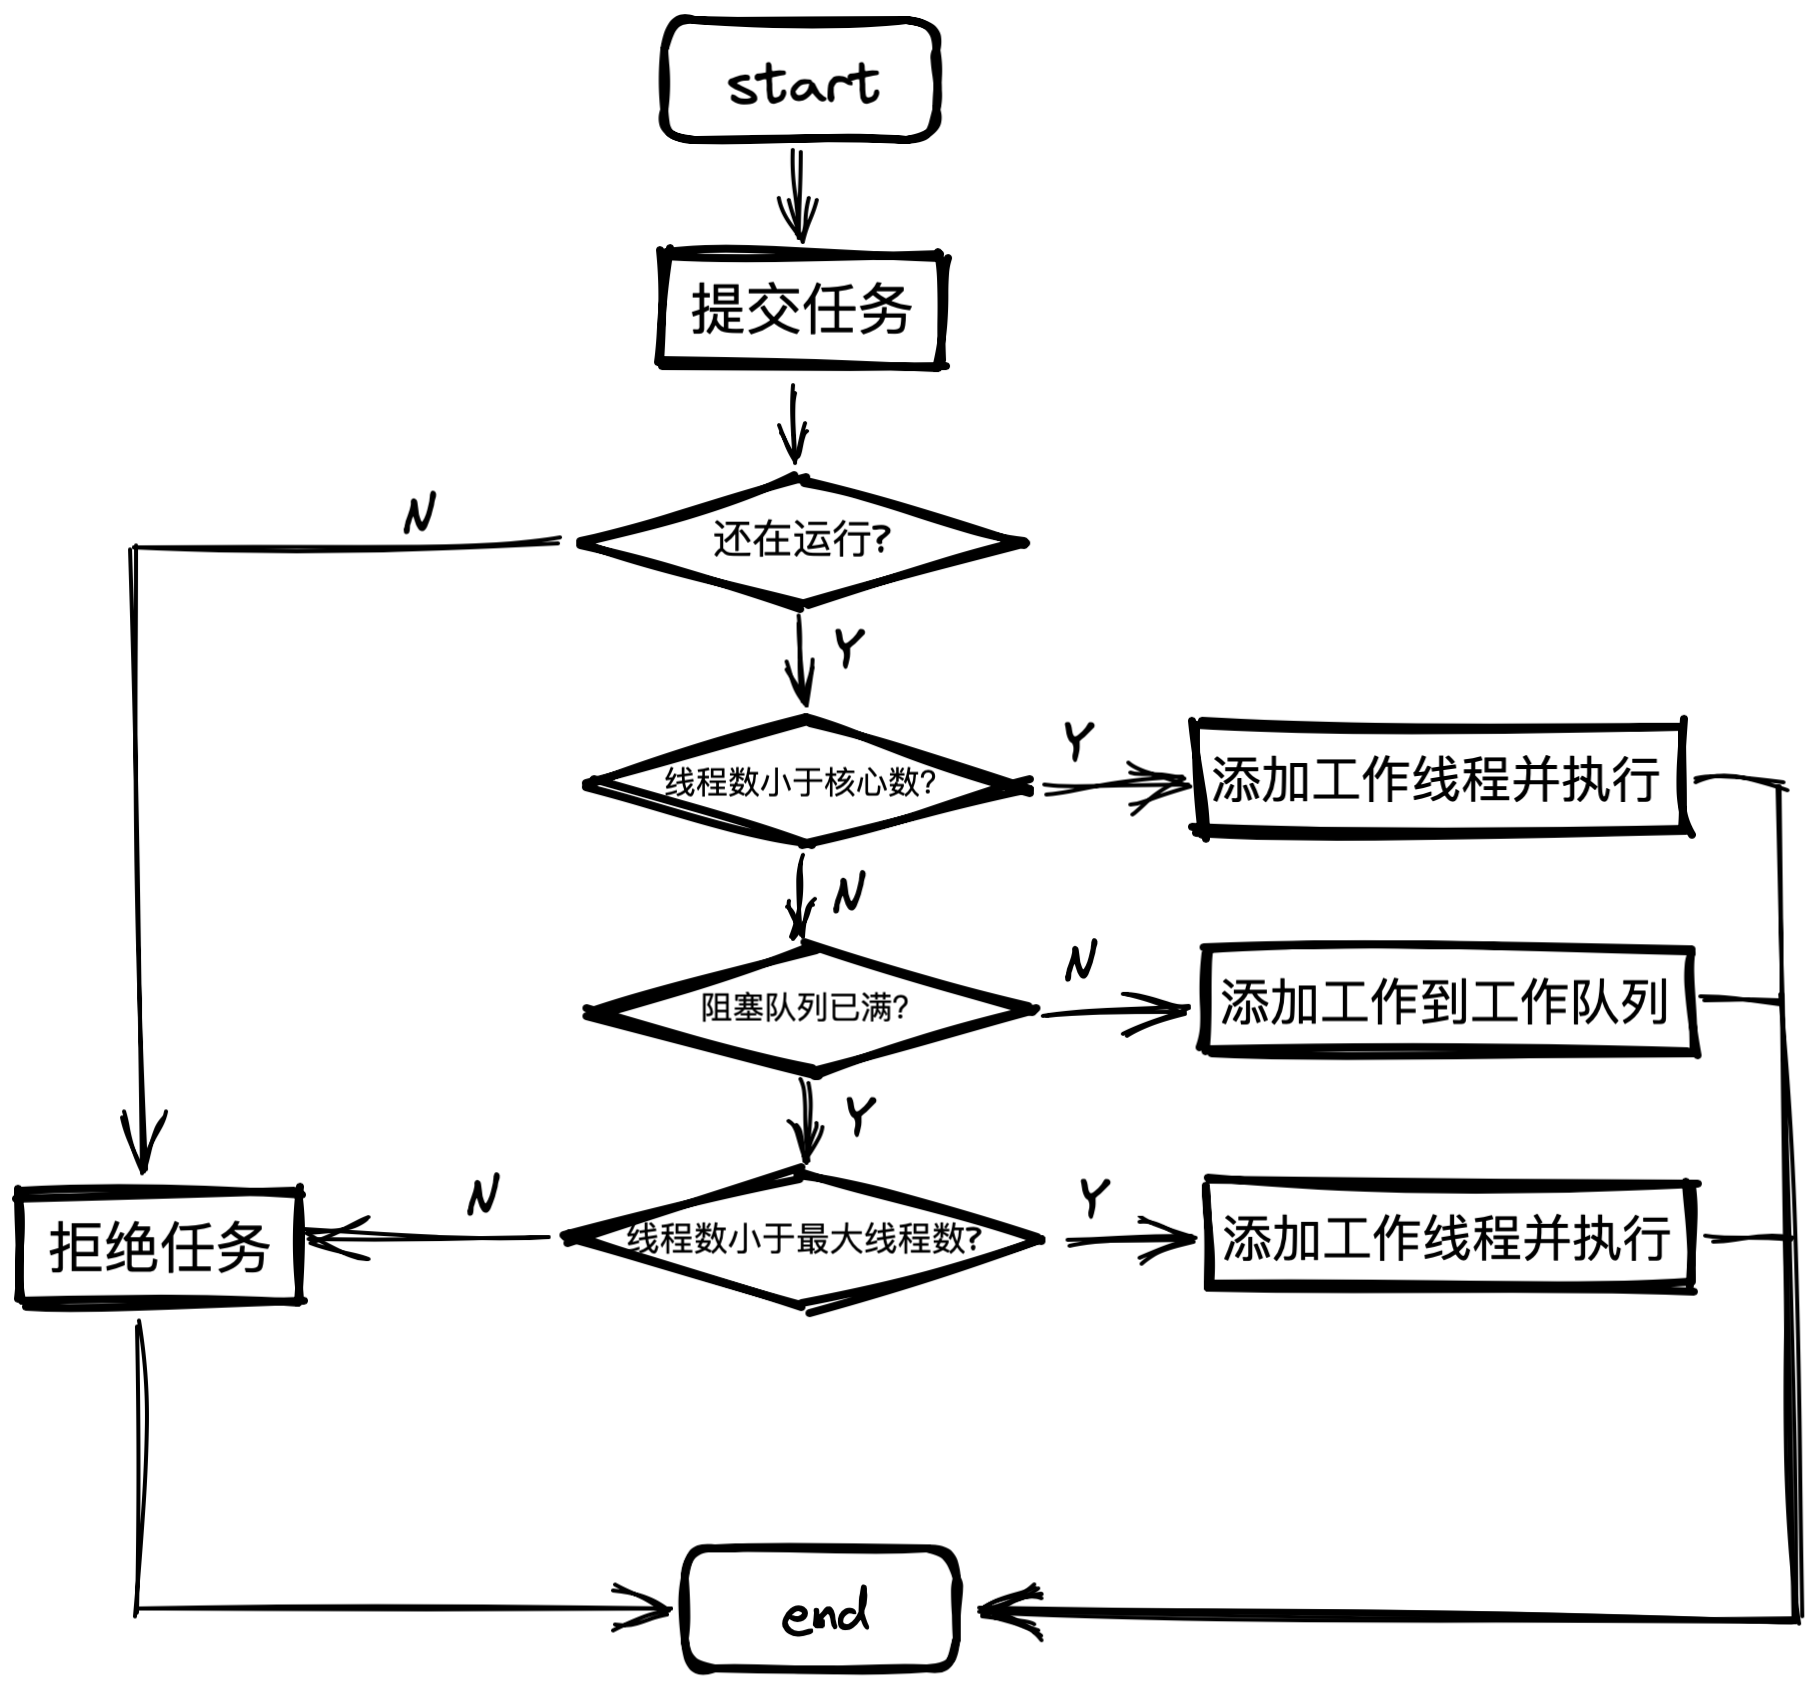 start
提交任务
N
还在运行?
Y
线程数小于核心数?
Y
添加工作线程并执行
N
阻塞队列已满?
N
添加工作到工作队列
Y
拒绝任务
N
线程数小于最大线程数?
Y
添加工作线程并执行
end